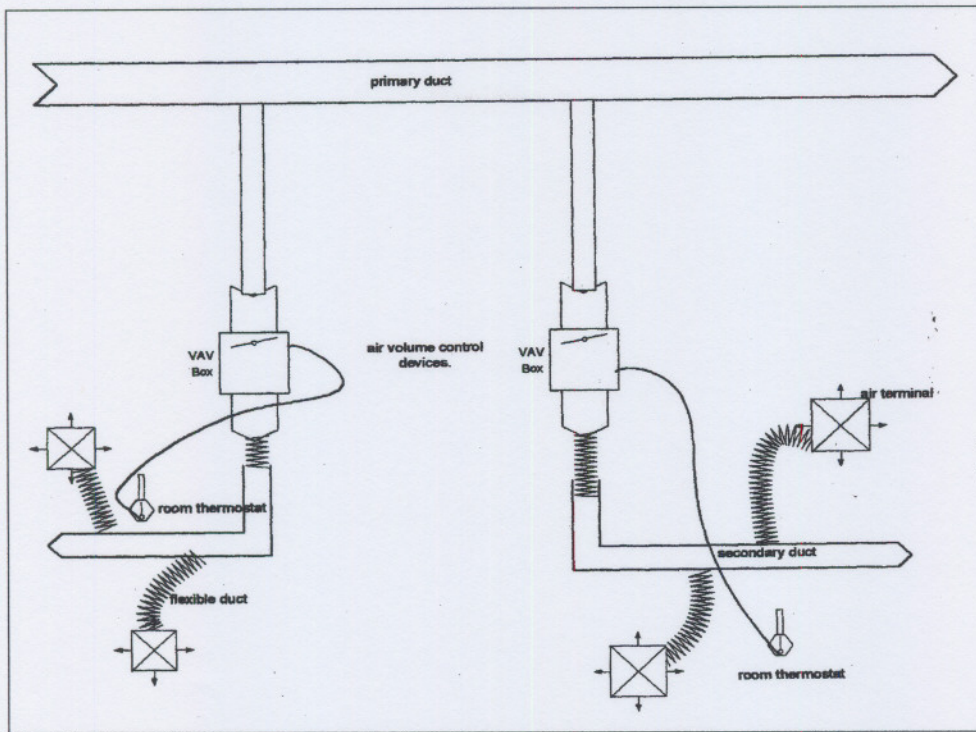 primary duct
VAV
Box
air volume control
devices.
VAV
Box
air terminal
room thermostat
secondary duct
flexible duct
room thermostat